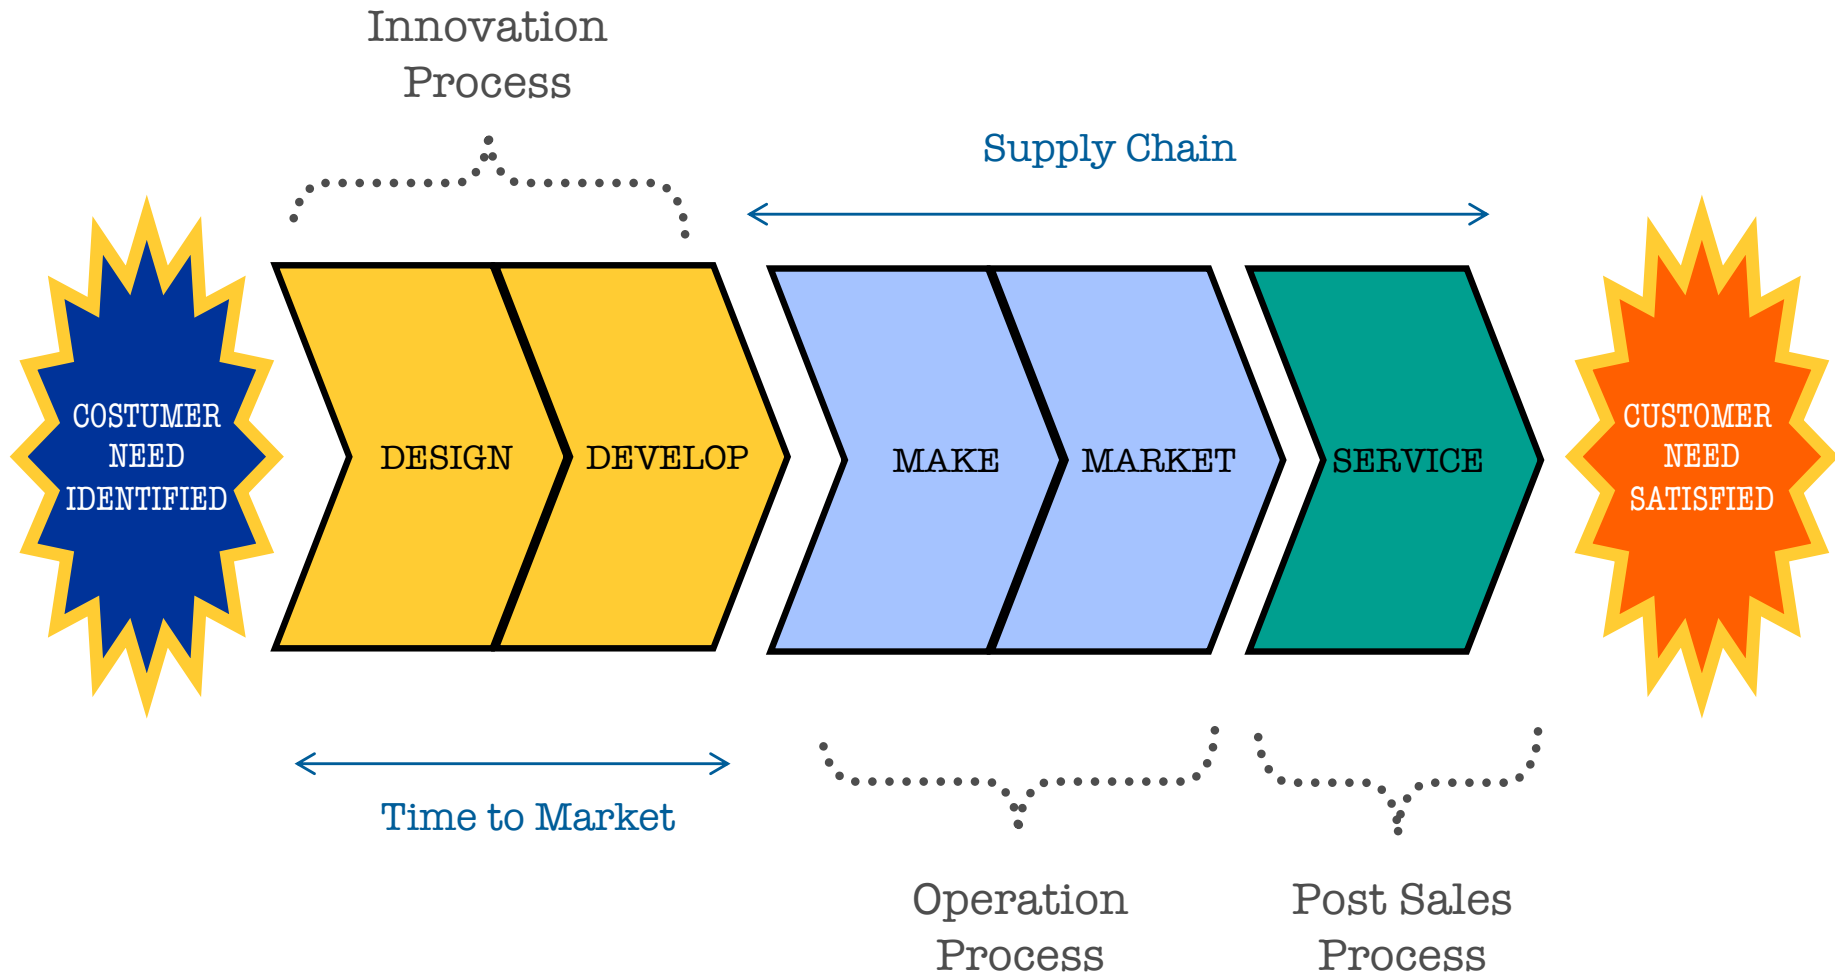 Innovation
Process
Supply Chain
COSTUMER
NEED
IDENTIFIED
DESIGN
DEVELOP
MAKE
MARKET
SERVICE
CUSTOMER
NEED
SATISFIED
Time to Market
Operation
Process
Post Sales
Process